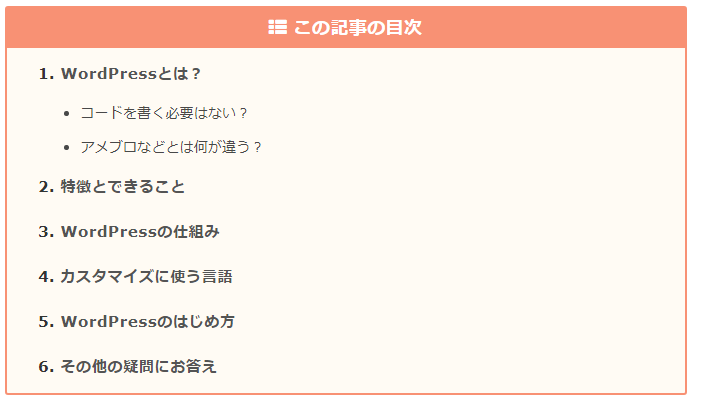 この記事の目次
1. WordPressとは？
• コードを書く必要はない？
• アメブロなどとは何が違う？
2. 特徴とできること
3. WordPressの仕組み
4. カスタマイズに使う言語
5. WordPressのはじめ方
6. その他の疑問にお答え